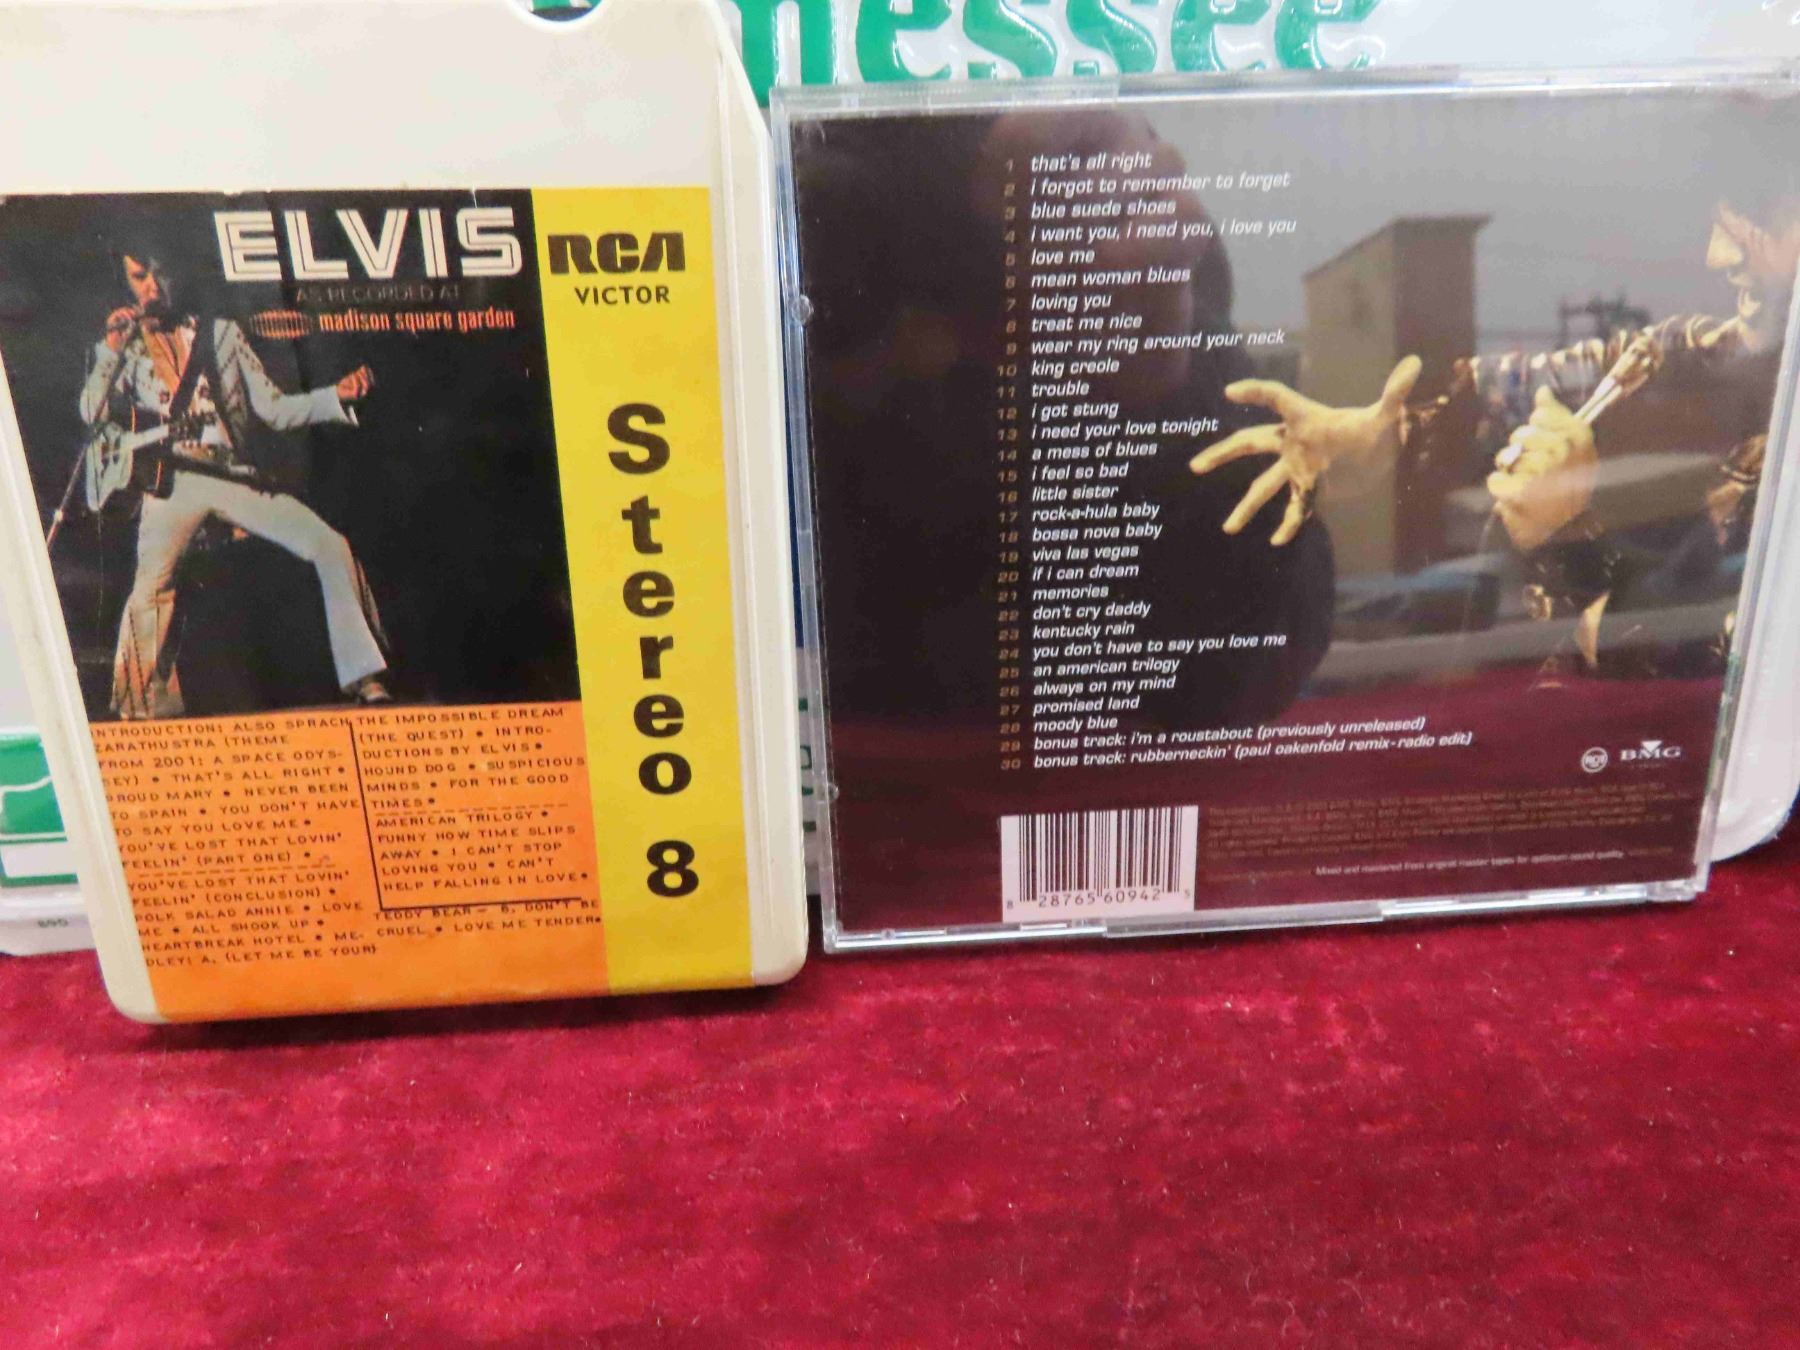 nessee
ELVIS
AS RECORDED AT
madison square garden
RCA
VICTOR
Stereo 8
INTRODUCTION: ALSO SPRACH
ZARATHUSTRA (THEME
FROM 2001: A SPACE ODYS-
SEY) • THAT'S ALL RIGHT •
PROUD MARY • NEVER BEEN
TO SPAIN • YOU DON'T HAVE
TO SAY YOU LOVE ME •
YOU'VE LOST THAT LOVIN'
FEELIN' (PART ONE) •
YOU'VE LOST THAT LOVIN'
FEELIN' (CONCLUSION) •
POLK SALAD ANNIE • LOVE
ME • ALL SHOOK UP •
HEARTBREAK HOTEL • ME-
DLEY: A. (LET ME BE YOUR)
THE IMPOSSIBLE DREAM
(THE QUEST) • INTRO-
DUCTIONS BY ELVIS •
HOUND DOG • SUSPICIOUS
MINDS • FOR THE GOOD
TIMES •
AMERICAN TRILOGY •
FUNNY HOW TIME SLIPS
AWAY • I CAN'T STOP
LOVING YOU • CAN'T
HELP FALLING IN LOVE •
TEDDY BEAR — B. DON'T BE
CRUEL • LOVE ME TENDER •
1 that's all right
2 i forgot to remember to forget
3 blue suede shoes
4 i want you, i need you, i love you
5 love me
6 mean woman blues
7 loving you
8 treat me nice
9 wear my ring around your neck
10 king creole
11 trouble
12 i got stung
13 i need your love tonight
14 a mess of blues
15 i feel so bad
16 little sister
17 rock-a-hula baby
18 bossa nova baby
19 viva las vegas
20 if i can dream
21 memories
22 don't cry daddy
23 kentucky rain
24 you don't have to say you love me
25 an american trilogy
26 always on my mind
27 promised land
28 moody blue
29 bonus track: i'm a roustabout (previously unreleased)
30 bonus track: rubberneckin' (paul oakenfold remix-radio edit)
RCA BMG
Mixed and mastered from original master tapes for optimum sound quality.
8 28765 60942 5